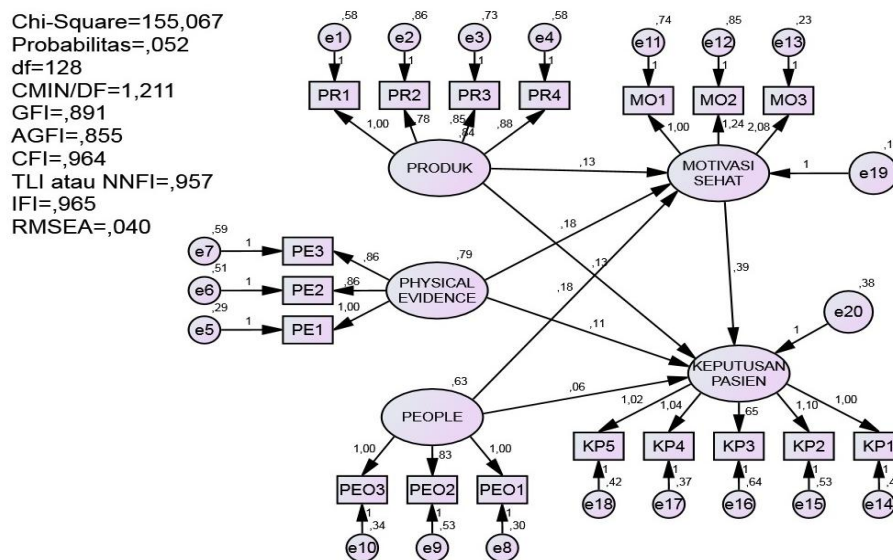 Chi-Square=155,067
Probabilitas=,052
df=128
CMIN/DF=1,211
GFI=,891
AGFI=,855
CFI=,964
TLI atau NNFI=,957
IFI=,965
RMSEA=,040
,58 ,86 ,73 ,58
e1 e2 e3 e4
1 1 1 1
PR1 PR2 PR3 PR4
1,00 ,78 ,85 ,88
,84
PRODUK
,74 ,85 ,23
e11 e12 e13
1 1 1
MO1 MO2 MO3
1,00 1,24 2,08
MOTIVASI
SEHAT
1
e19
,13
,18
,18
,13
,39
,11
,06
,59
e7 1 PE3 ,86
,51
e6 1 PE2 ,86
,29
e5 1 PE1 1,00
,79
PHYSICAL
EVIDENCE
,38
e20
1
KEPUTUSAN
PASIEN
,63
PEOPLE
1,00 ,83 1,00
PEO3 PEO2 PEO1
1 1 1
,34 ,53 ,30
e10 e9 e8
1,02 1,04 ,65 1,10 1,00
KP5 KP4 KP3 KP2 KP1
1 1 1 1 1
,42 ,37 ,64 ,53
e18 e17 e16 e15 e14